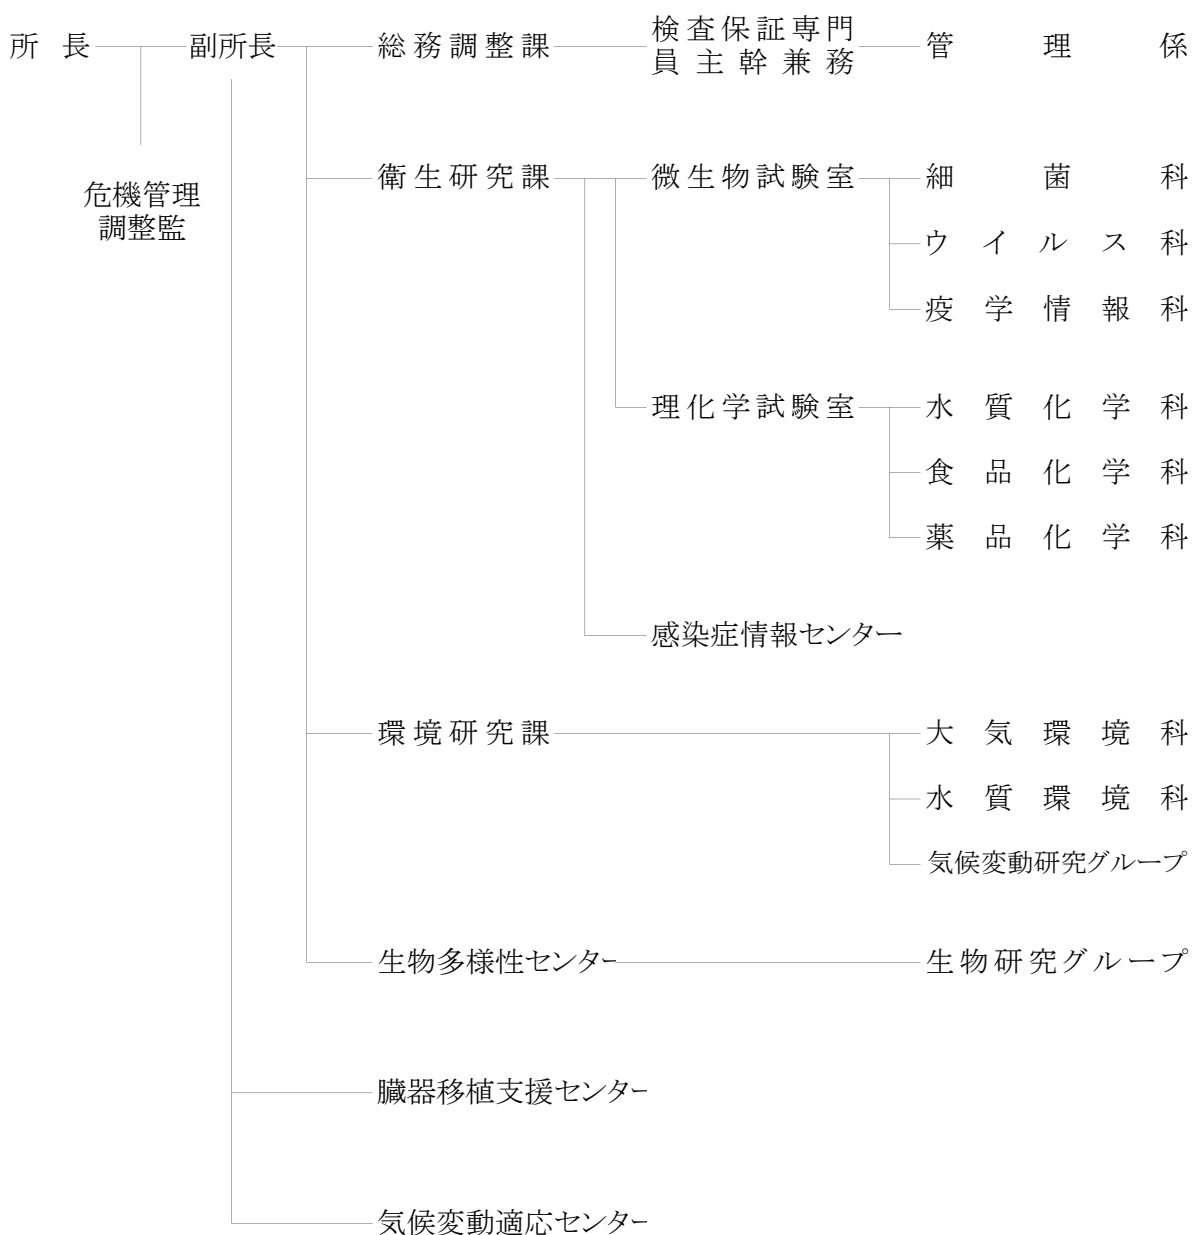 所長
副所長
総務調整課
検査保証専門
員主幹兼務
管理係
危機管理
調整監
衛生研究課
微生物試験室
細菌科
ウイルス科
疫学情報科
理化学試験室
水質化学科
食品化学科
薬品化学科
感染症情報センター
環境研究課
大気環境科
水質環境科
気候変動研究グループ
生物多様性センター
生物研究グループ
臓器移植支援センター
気候変動適応センター